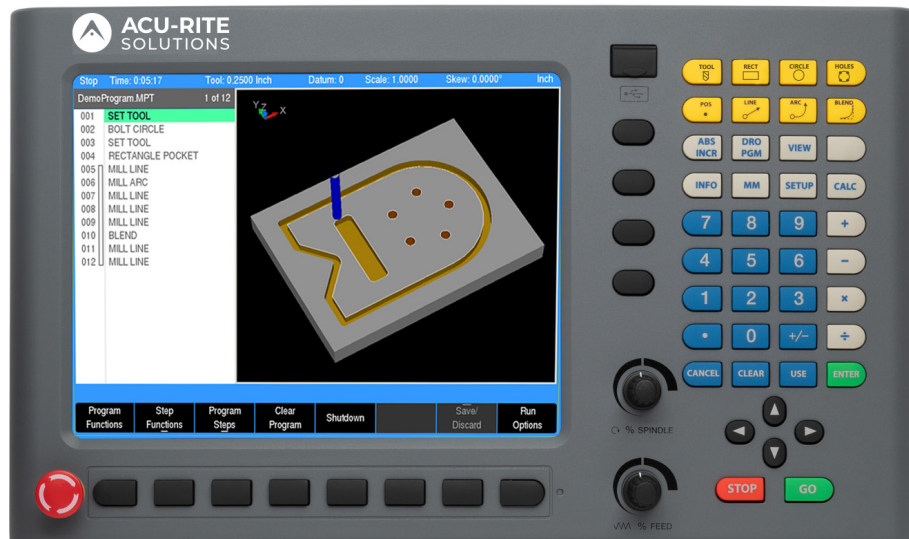 ACU-RITE
SOLUTIONS
Stop Time: 0:05:17 Tool: 0.2500 Inch Datum: 0 Scale: 1.0000 Skew: 0.0000° Inch
DemoProgram.MPT 1 of 12
001 SET TOOL
002 BOLT CIRCLE
003 SET TOOL
004 RECTANGLE POCKET
005 MILL LINE
006 MILL ARC
007 MILL LINE
008 MILL LINE
009 MILL LINE
010 BLEND
011 MILL LINE
012 MILL LINE
Y Z X
Program Functions
Step Functions
Program Steps
Clear Program
Shutdown
Save/ Discard
Run Options
TOOL RECT CIRCLE HOLES
POS LINE ARC BLEND
ABS INCR
DRO PGM
VIEW
INFO MM SETUP CALC
7 8 9 +
4 5 6 −
1 2 3 ×
• 0 +/− ÷
CANCEL CLEAR USE ENTER
% SPINDLE
STOP GO
% FEED